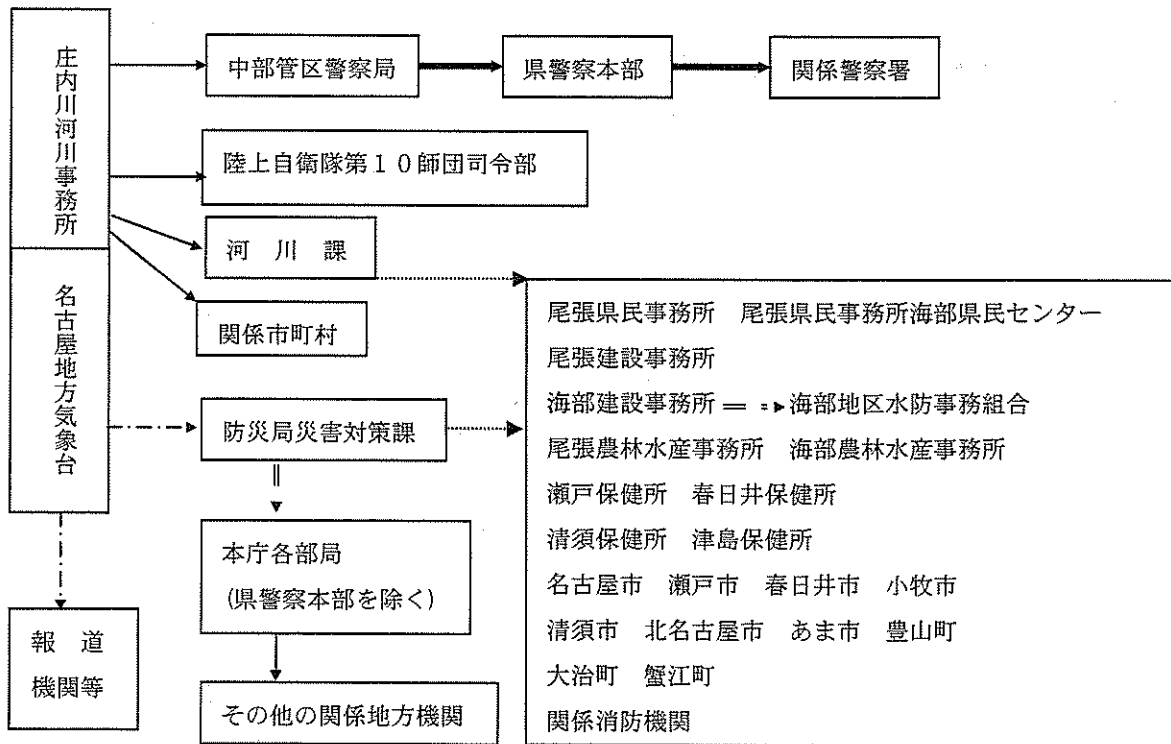 庄内川河川事務所
名古屋地方気象台
中部管区警察局
県警察本部
関係警察署
陸上自衛隊第１０師団司令部
河　川　課
関係市町村
防災局災害対策課
本庁各部局
(県警察本部を除く)
その他の関係地方機関
報　道
機関等
尾張県民事務所　尾張県民事務所海部県民センター
尾張建設事務所
海部建設事務所　海部地区水防事務組合
尾張農林水産事務所　海部農林水産事務所
瀬戸保健所　春日井保健所
清須保健所　津島保健所
名古屋市　瀬戸市　春日井市　小牧市
清須市　北名古屋市　あま市　豊山町
大治町　蟹江町
関係消防機関